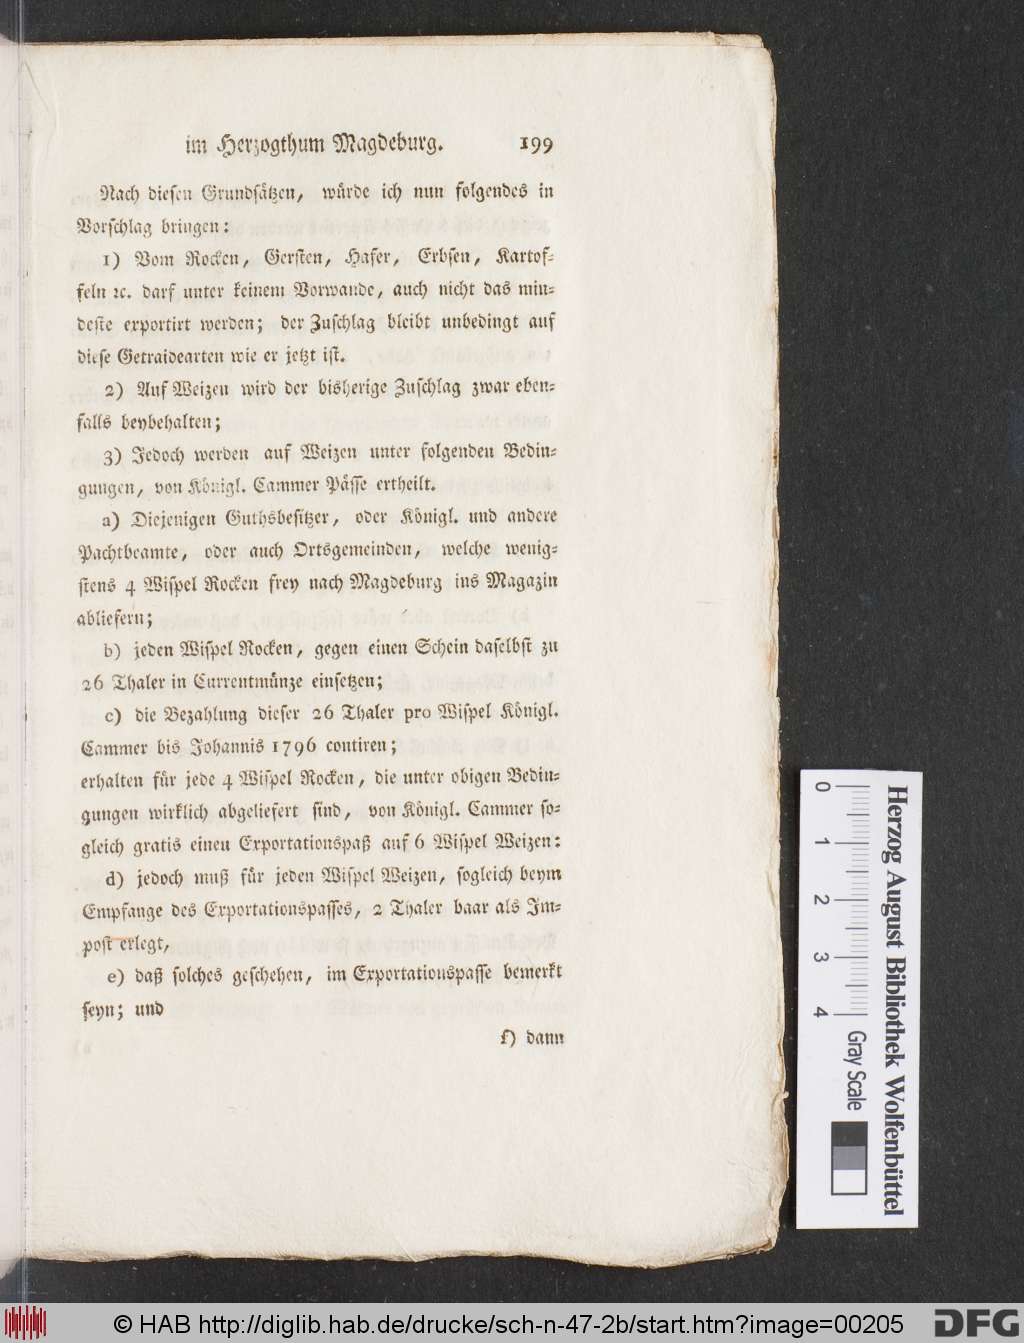 im Herzogthum Magdeburg. 199
Nach diesen Grundsätzen, würde ich nun folgendes in
Vorschlag bringen:
1) Vom Rocken, Gersten, Hafer, Erbsen, Kartof-
feln ꝛc. darf unter keinem Vorwande, auch nicht das min-
deste exportirt werden; der Zuschlag bleibt unbedingt auf
diese Getraidearten wie er jetzt ist.
2) Auf Weizen wird der bisherige Zuschlag zwar eben-
falls beybehalten;
3) Jedoch werden auf Weizen unter folgenden Bedin-
gungen, von Königl. Cammer Pässe ertheilt.
a) Diejenigen Guthsbesitzer, oder Königl. und andere
Pachtbeamte, oder auch Ortsgemeinden, welche wenig-
stens 4 Wispel Rocken frey nach Magdeburg ins Magazin
abliefern;
b) jeden Wispel Rocken, gegen einen Schein daselbst zu
26 Thaler in Currentmünze einsetzen;
c) die Bezahlung dieser 26 Thaler pro Wispel Königl.
Cammer bis Johannis 1796 contiren;
erhalten für jede 4 Wispel Rocken, die unter obigen Bedin-
gungen wirklich abgeliefert sind, von Königl. Cammer so-
gleich gratis einen Exportationspaß auf 6 Wispel Weizen:
d) jedoch muß für jeden Wispel Weizen, sogleich beym
Empfange des Exportationspasses, 2 Thaler baar als Im-
post erlegt,
e) daß solches geschehen, im Exportationspasse bemerkt
seyn; und
f) dann
0 1 2 3 4 Gray Scale
Herzog August Bibliothek Wolfenbüttel
© HAB http://diglib.hab.de/drucke/sch-n-47-2b/start.htm?image=00205
DFG